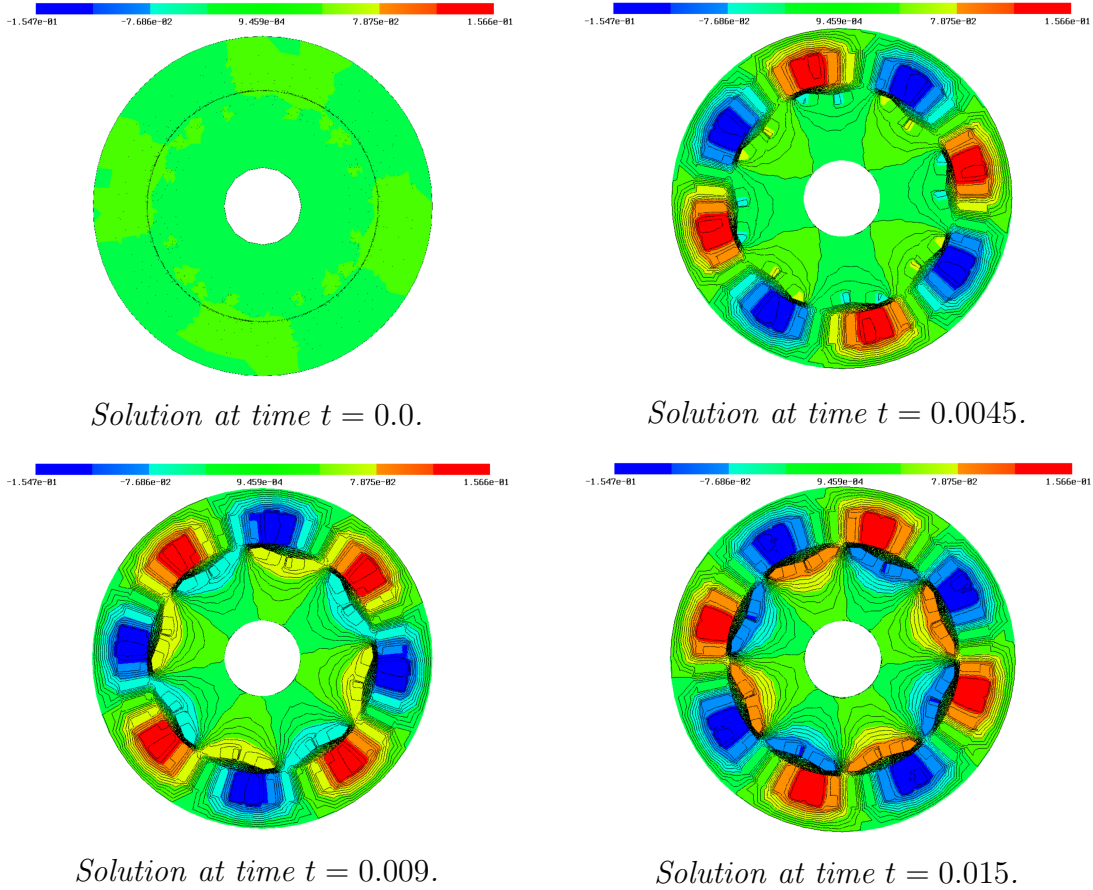 -1.547e-01 -7.686e-02 9.459e-04 7.875e-02 1.566e-01
Solution at time t = 0.0.
-1.547e-01 -7.686e-02 9.459e-04 7.875e-02 1.566e-01
Solution at time t = 0.0045.
-1.547e-01 -7.686e-02 9.459e-04 7.875e-02 1.566e-01
Solution at time t = 0.009.
-1.547e-01 -7.686e-02 9.459e-04 7.875e-02 1.566e-01
Solution at time t = 0.015.